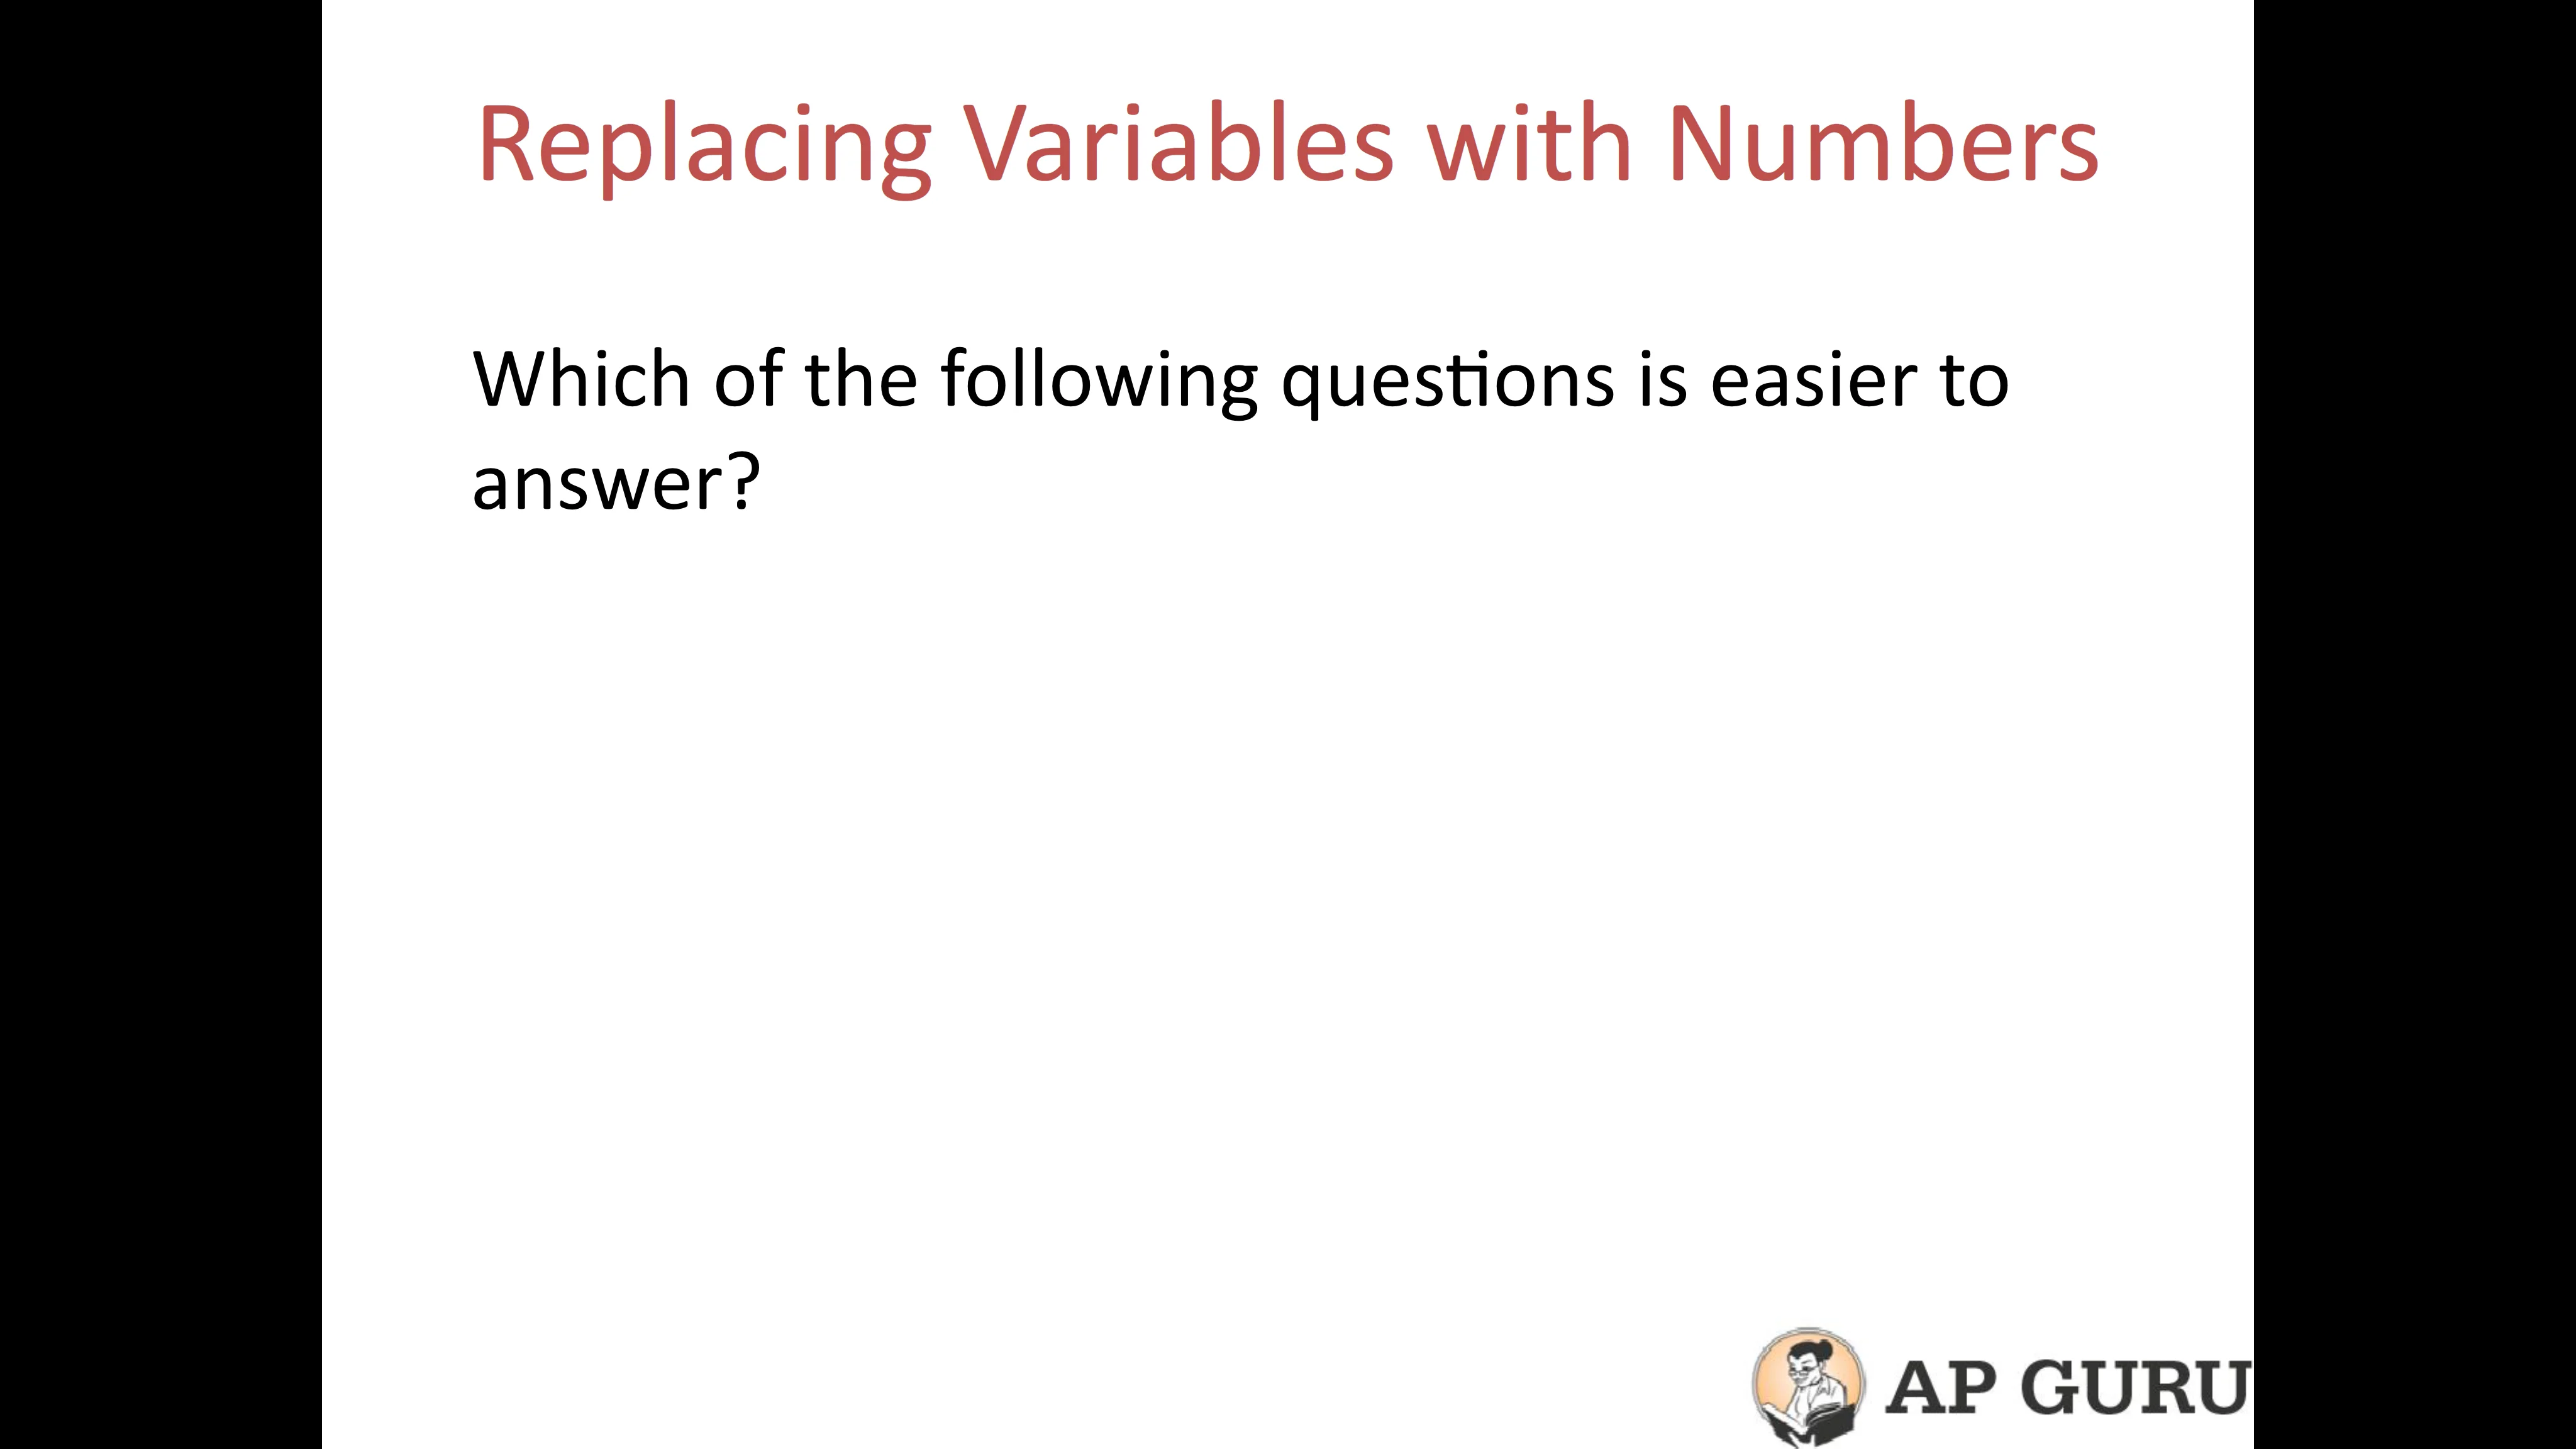 Replacing Variables with Numbers
Which of the following questions is easier to
answer?
AP GURU